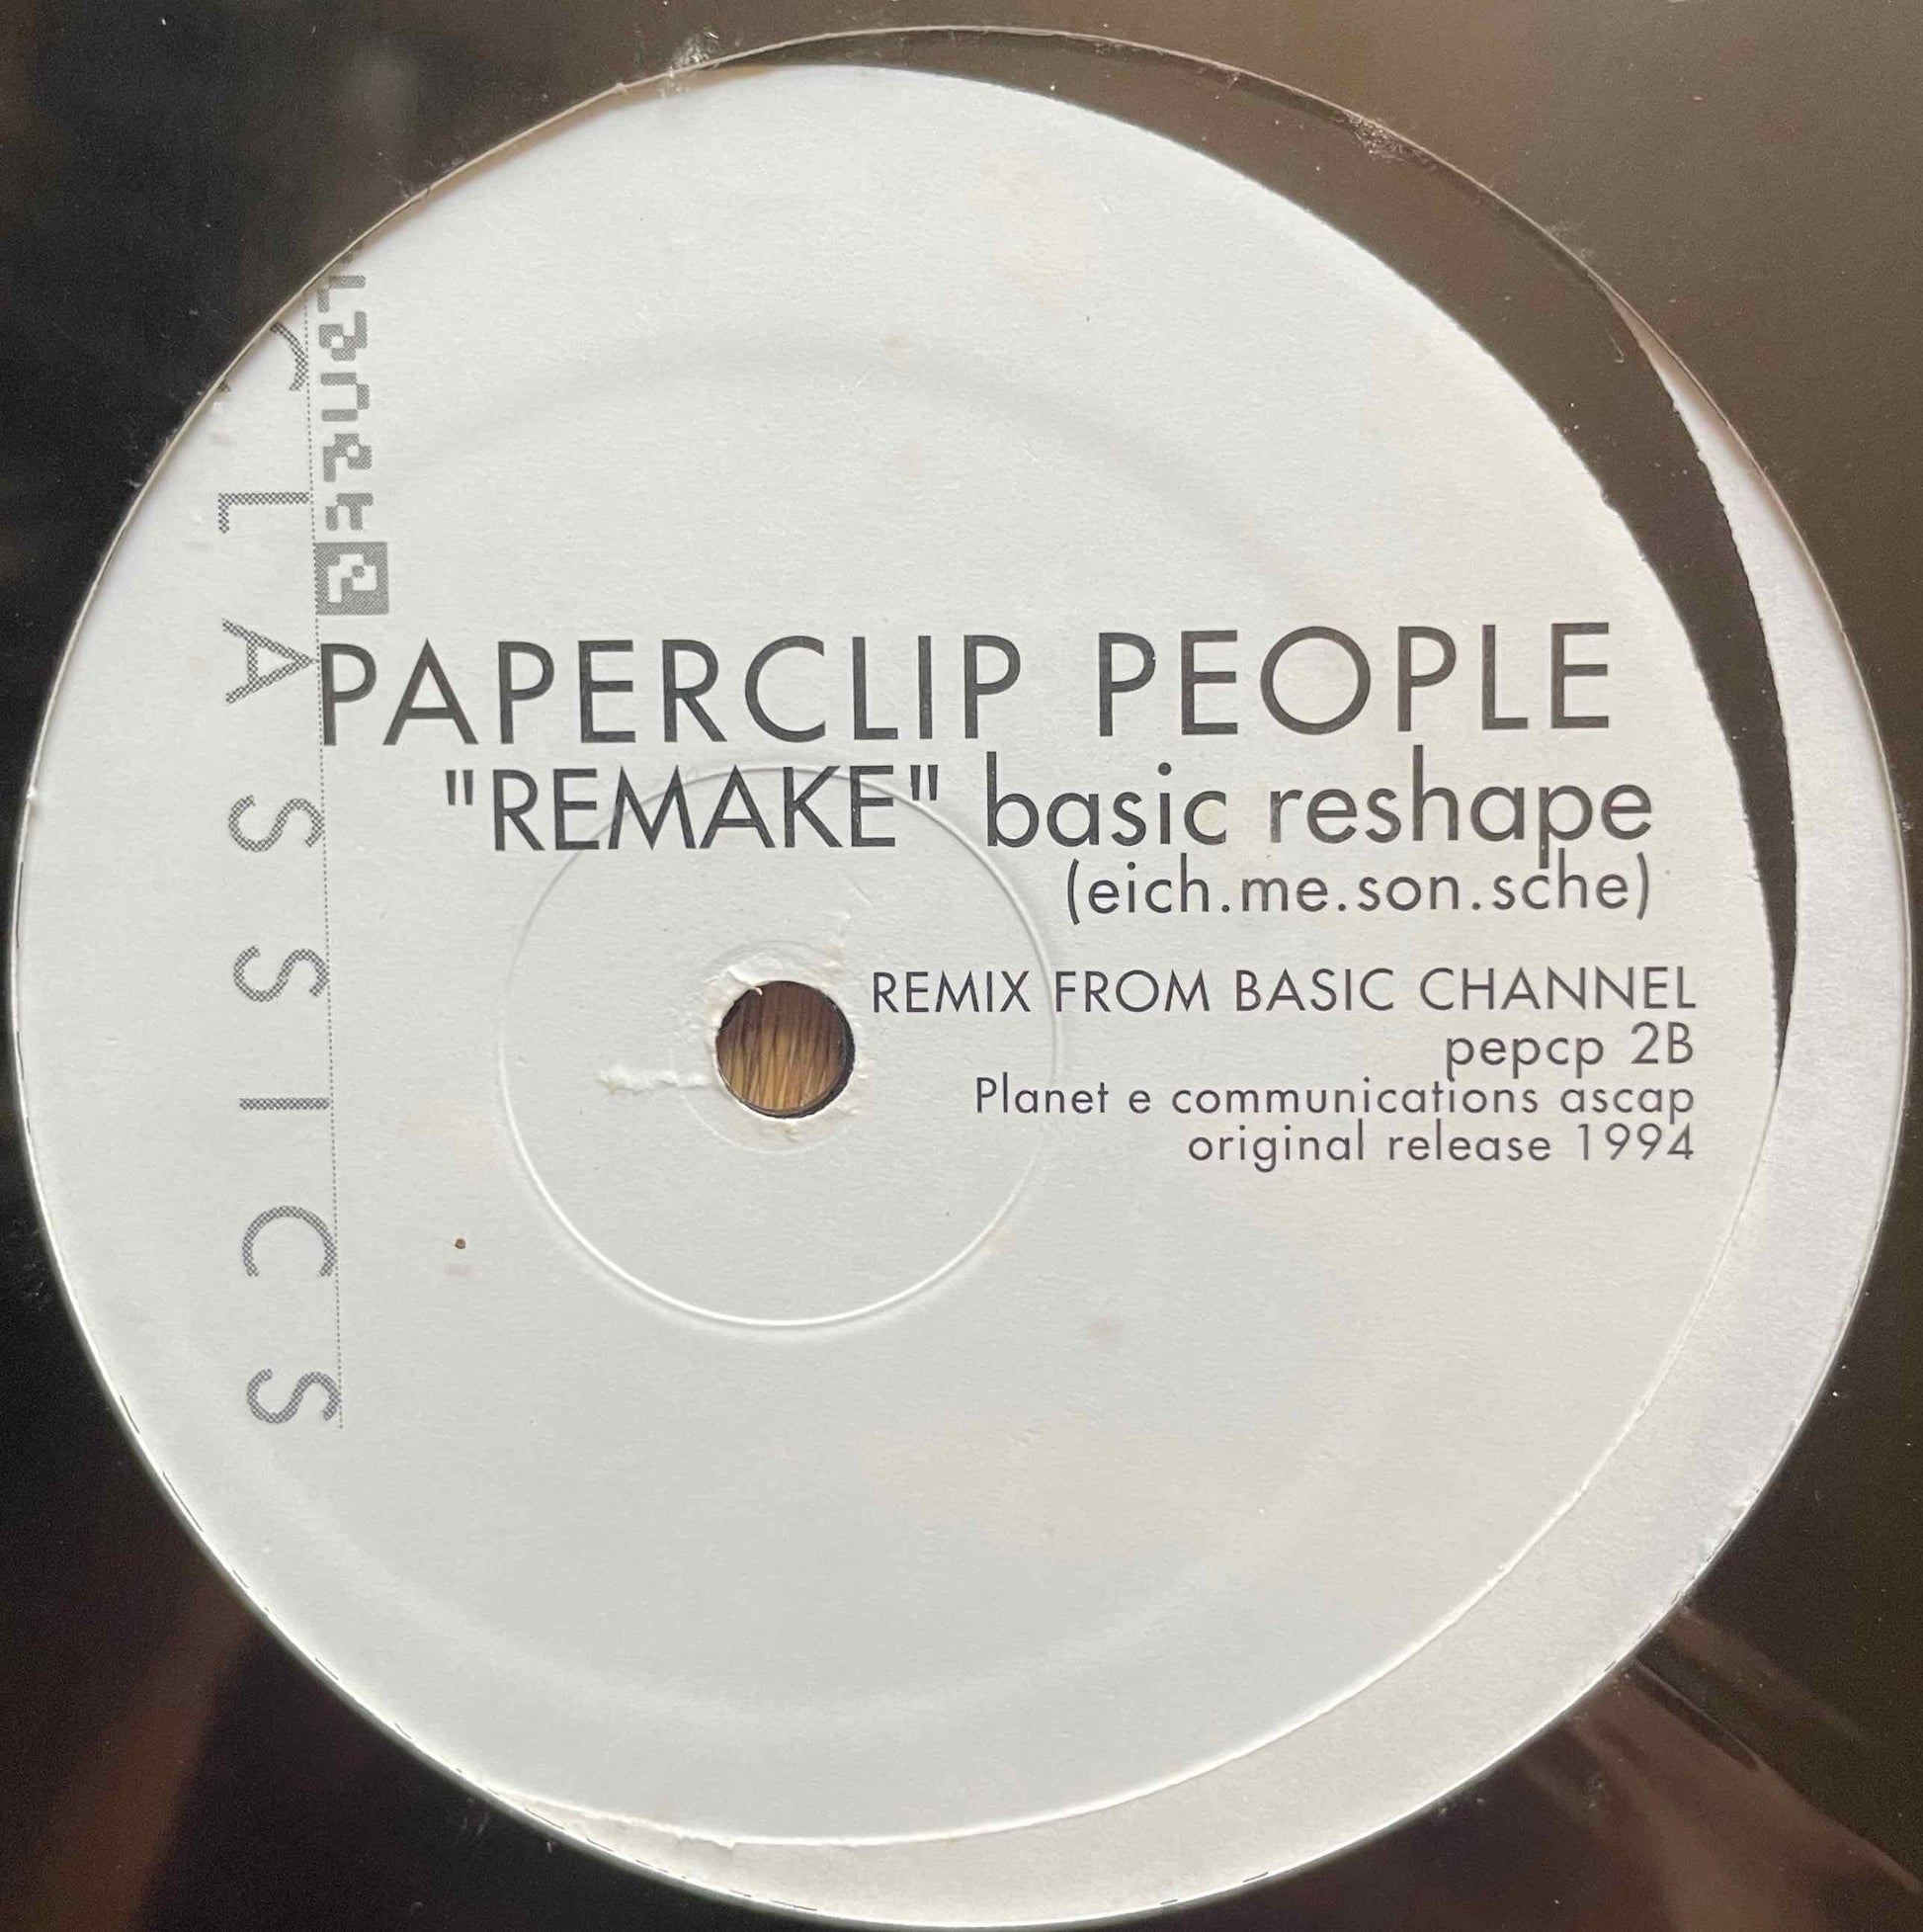 CLASSICS
PAPERCLIP PEOPLE
"REMAKE" basic reshape
(eich.me.son.sche)
REMIX FROM BASIC CHANNEL
pepcp 2B
Planet e communications ascap
original release 1994